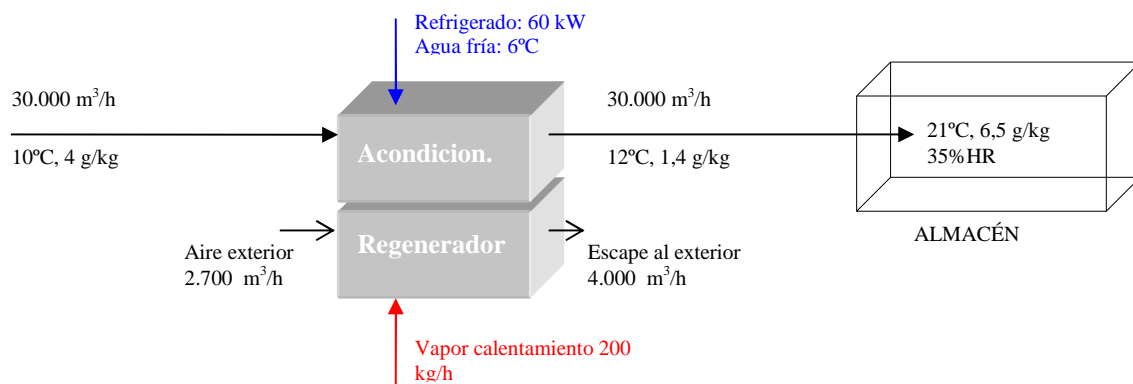 Refrigerado: 60 kW
Agua fría: 6ºC
30.000 m³/h
10ºC, 4 g/kg
Acondicion.
30.000 m³/h
12ºC, 1,4 g/kg
21ºC, 6,5 g/kg
35%HR
ALMACÉN
Aire exterior
2.700 m³/h
Regenerador
Escape al exterior
4.000 m³/h
Vapor calentamiento 200
kg/h